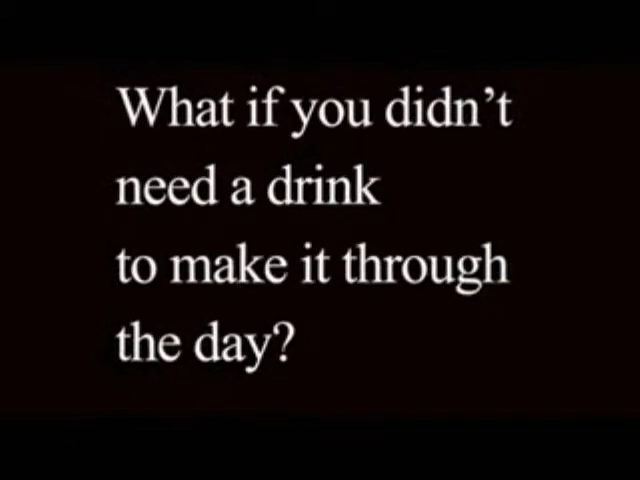 What if you didn’t
need a drink
to make it through
the day?